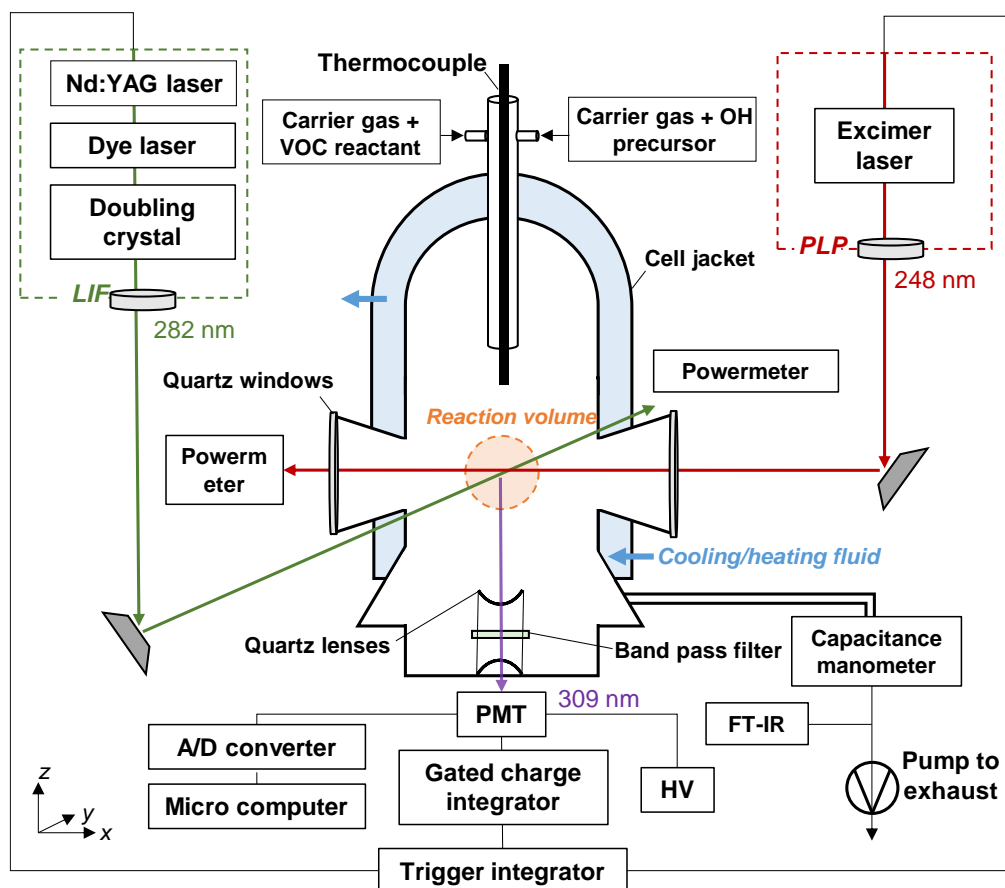 Thermocouple
Nd:YAG laser
Dye laser
Doubling
crystal
LIF
282 nm
Carrier gas +
VOC reactant
Carrier gas + OH
precursor
Excimer
laser
PLP
248 nm
Cell jacket
Quartz windows
Powermeter
Reaction volume
Powerm
eter
Cooling/heating fluid
Quartz lenses
Band pass filter
Capacitance
manometer
309 nm
PMT
FT-IR
A/D converter
Gated charge
integrator
HV
Pump to
exhaust
Micro computer
z
y
x
Trigger integrator